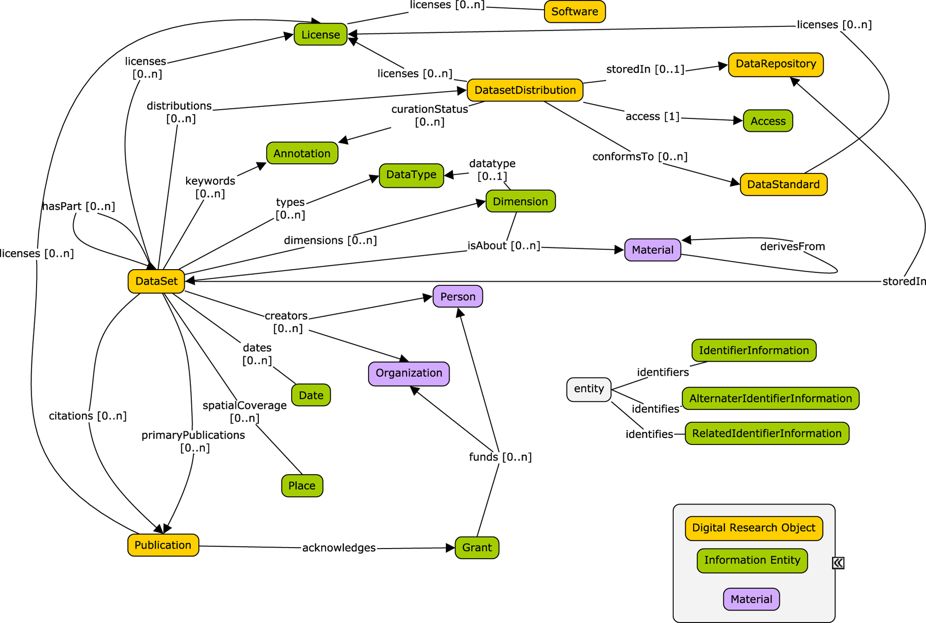 licenses [0..n]
Software
License
licenses [0..n]
licenses
[0..n]
licenses [0..n]
storedIn [0..1]
DataRepository
distributions
[0..n]
DatasetDistribution
curationStatus
[0..n]
access [1]
Access
Annotation
conformsTo [0..n]
DataType
datatype
[0..1]
DataStandard
keywords
[0..n]
types
[0..n]
Dimension
hasPart [0..n]
dimensions [0..n]
isAbout [0..n]
Material
derivesFrom
licenses [0..n]
DataSet
storedIn
Person
creators
[0..n]
dates
[0..n]
Organization
IdentifierInformation
identifiers
entity
Date
AlternaterIdentifierInformation
identifies
spatialCoverage
[0..n]
citations [0..n]
primaryPublications
[0..n]
identifies
RelatedIdentifierInformation
funds [0..n]
Place
Publication
acknowledges
Grant
Digital Research Object
Information Entity
Material